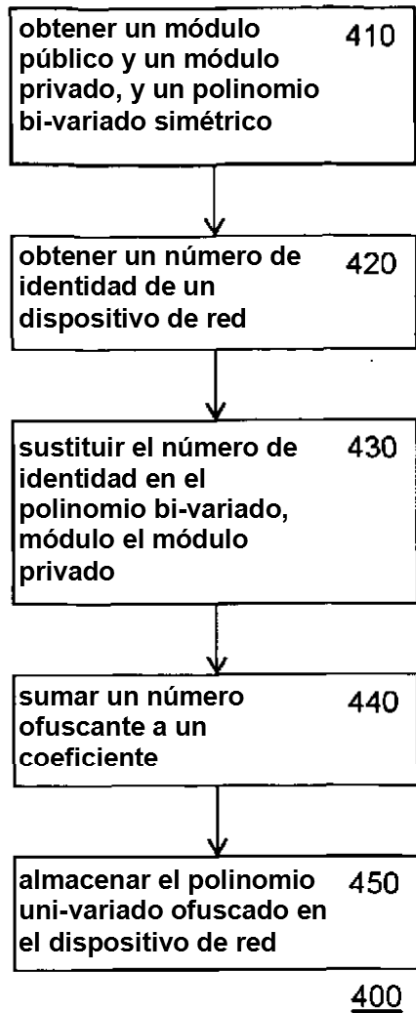 obtener un módulo 410
público y un módulo
privado, y un polinomio
bi-variado simétrico
obtener un número de 420
identidad de un
dispositivo de red
sustituir el número de 430
identidad en el
polinomio bi-variado,
módulo el módulo
privado
sumar un número 440
ofuscante a un
coeficiente
almacenar el polinomio 450
uni-variado ofuscado en
el dispositivo de red
400